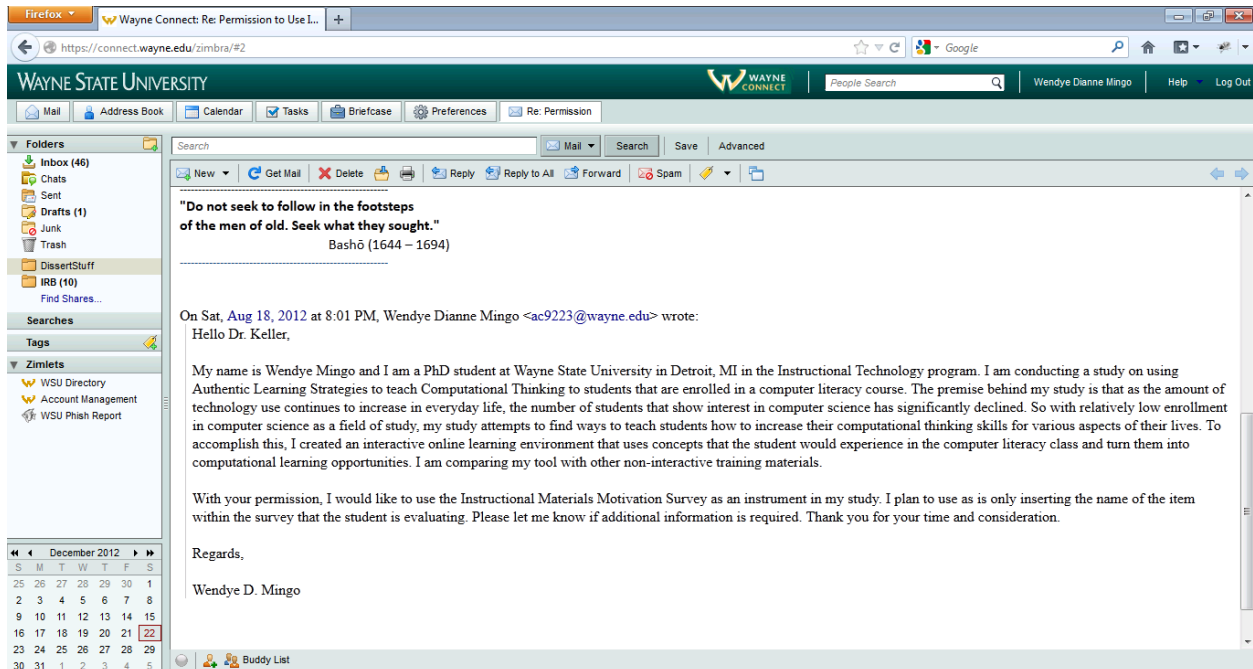 Firefox
Wayne Connect: Re: Permission to Use I...
https://connect.wayne.edu/zimbra/#2
Google
WAYNE STATE UNIVERSITY
WAYNE CONNECT
People Search
Wendye Dianne Mingo
Help
Log Out
Mail
Address Book
Calendar
Tasks
Briefcase
Preferences
Re: Permission
Folders
Inbox (46)
Chats
Sent
Drafts (1)
Junk
Trash
DissertStuff
IRB (10)
Find Shares...
Searches
Tags
Zimlets
WSU Directory
Account Management
WSU Phish Report
December 2012
S M T W T F S
25 26 27 28 29 30 1
2 3 4 5 6 7 8
9 10 11 12 13 14 15
16 17 18 19 20 21 22
23 24 25 26 27 28 29
30 31 1 2 3 4 5
Search
Mail
Search
Save
Advanced
New
Get Mail
Delete
Reply
Reply to All
Forward
Spam
"Do not seek to follow in the footsteps
of the men of old. Seek what they sought."
Bashō (1644 – 1694)
On Sat, Aug 18, 2012 at 8:01 PM, Wendye Dianne Mingo <ac9223@wayne.edu> wrote:
Hello Dr. Keller,
My name is Wendye Mingo and I am a PhD student at Wayne State University in Detroit, MI in the Instructional Technology program. I am conducting a study on using
Authentic Learning Strategies to teach Computational Thinking to students that are enrolled in a computer literacy course. The premise behind my study is that as the amount of
technology use continues to increase in everyday life, the number of students that show interest in computer science has significantly declined. So with relatively low enrollment
in computer science as a field of study, my study attempts to find ways to teach students how to increase their computational thinking skills for various aspects of their lives. To
accomplish this, I created an interactive online learning environment that uses concepts that the student would experience in the computer literacy class and turn them into
computational learning opportunities. I am comparing my tool with other non-interactive training materials.
With your permission, I would like to use the Instructional Materials Motivation Survey as an instrument in my study. I plan to use as is only inserting the name of the item
within the survey that the student is evaluating. Please let me know if additional information is required. Thank you for your time and consideration.
Regards,
Wendye D. Mingo
Buddy List